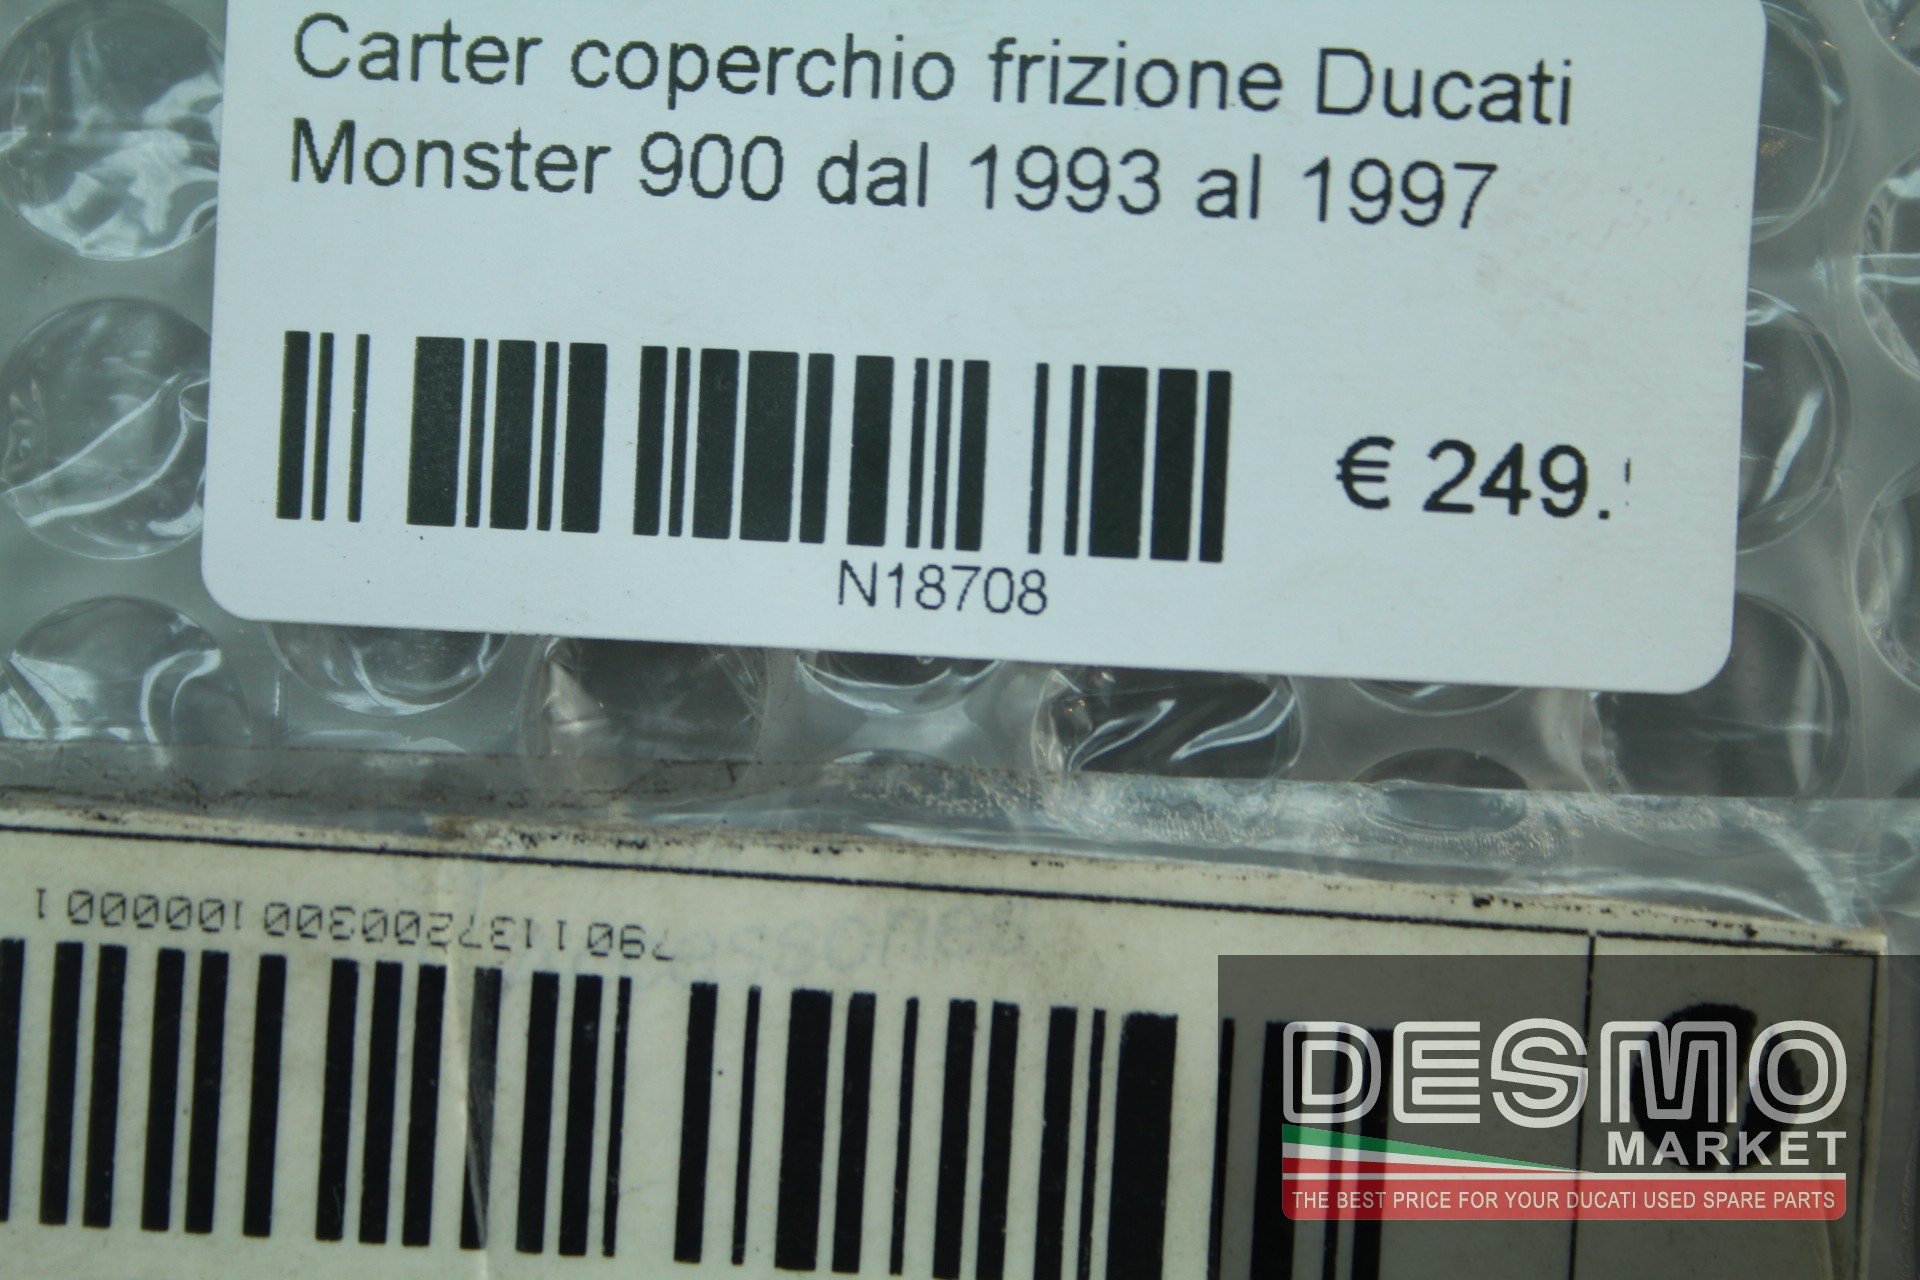 Carter coperchio frizione Ducati
Monster 900 dal 1993 al 1997
€ 249.
N18708
790113720030010000001
DESMO
MARKET
THE BEST PRICE FOR YOUR DUCATI USED SPARE PARTS